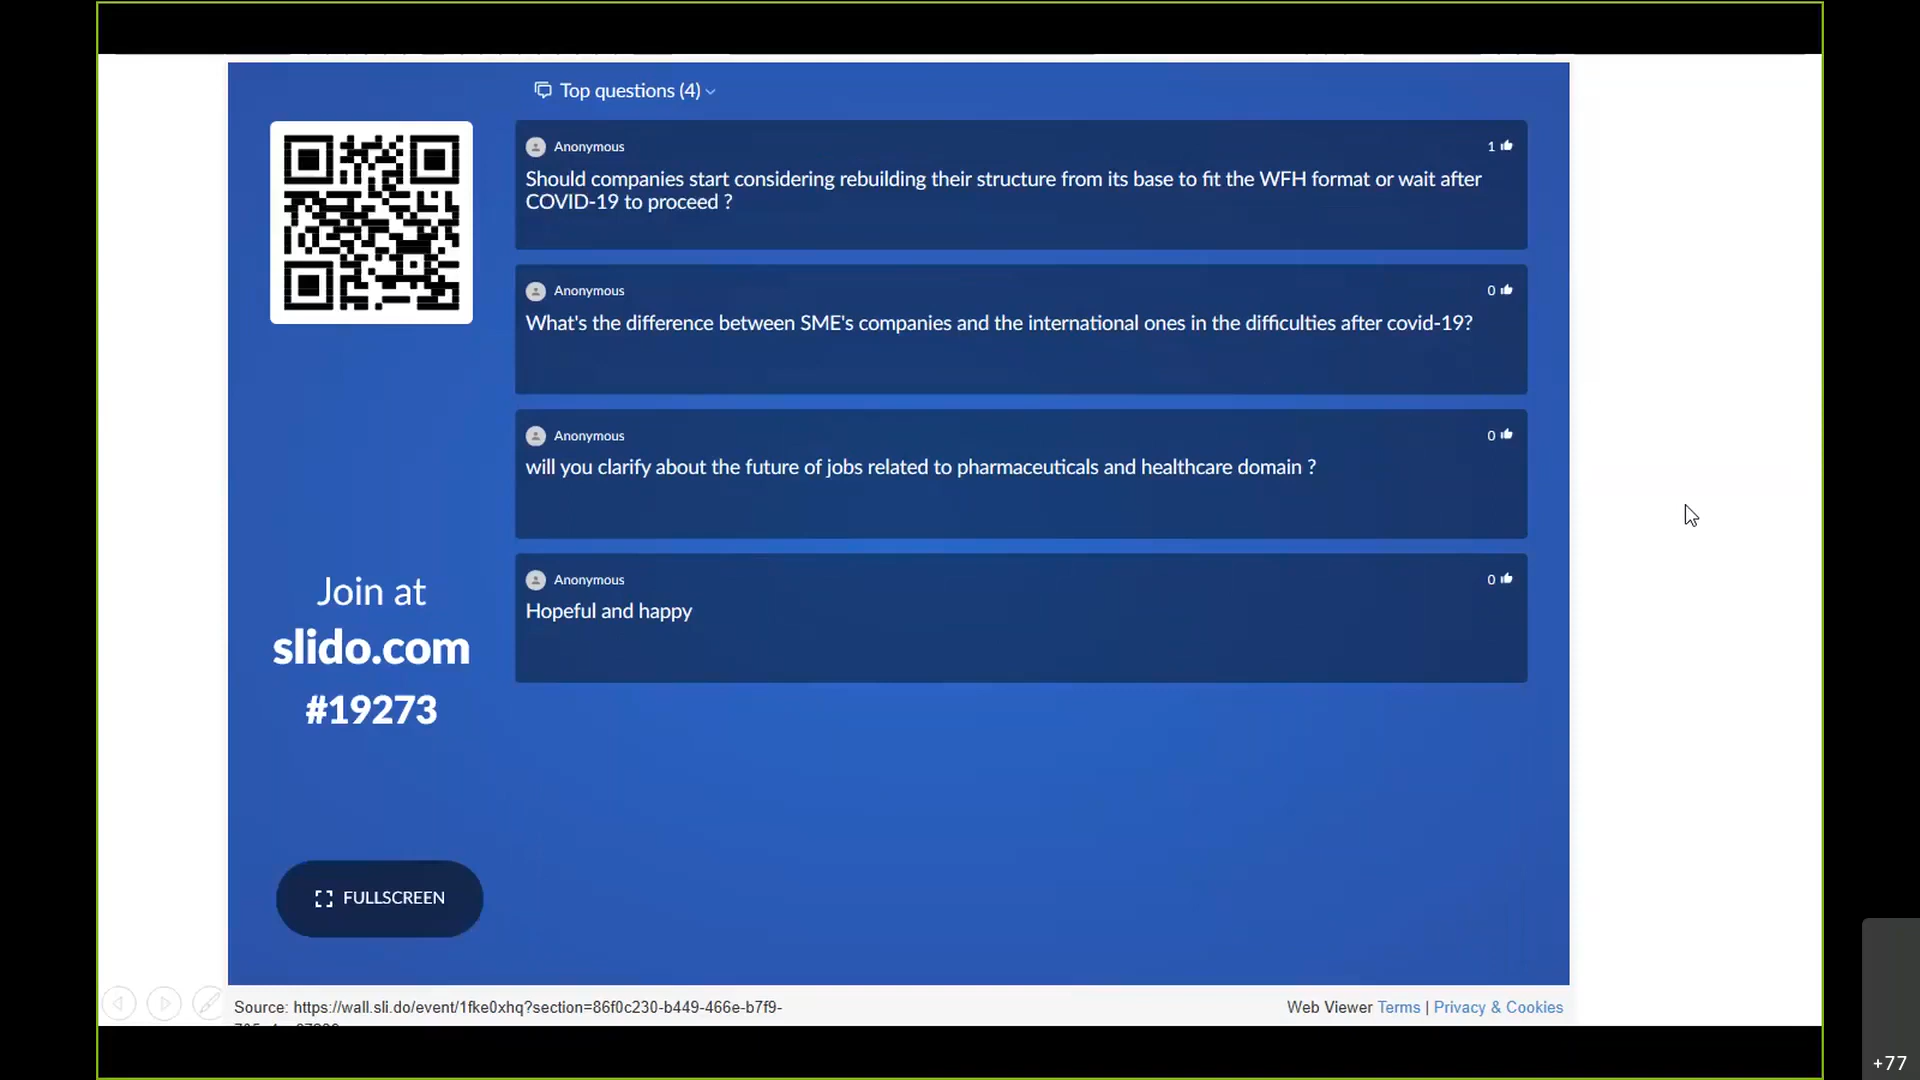 Top questions (4)
Anonymous
1
Should companies start considering rebuilding their structure from its base to fit the WFH format or wait after
COVID-19 to proceed ?
Anonymous
0
What's the difference between SME's companies and the international ones in the difficulties after covid-19?
Anonymous
0
will you clarify about the future of jobs related to pharmaceuticals and healthcare domain ?
Anonymous
0
Hopeful and happy
Join at
slido.com
#19273
FULLSCREEN
Source: https://wall.sli.do/event/1fke0xhq?section=86f0c230-b449-466e-b7f9-
Web Viewer Terms | Privacy & Cookies
+77